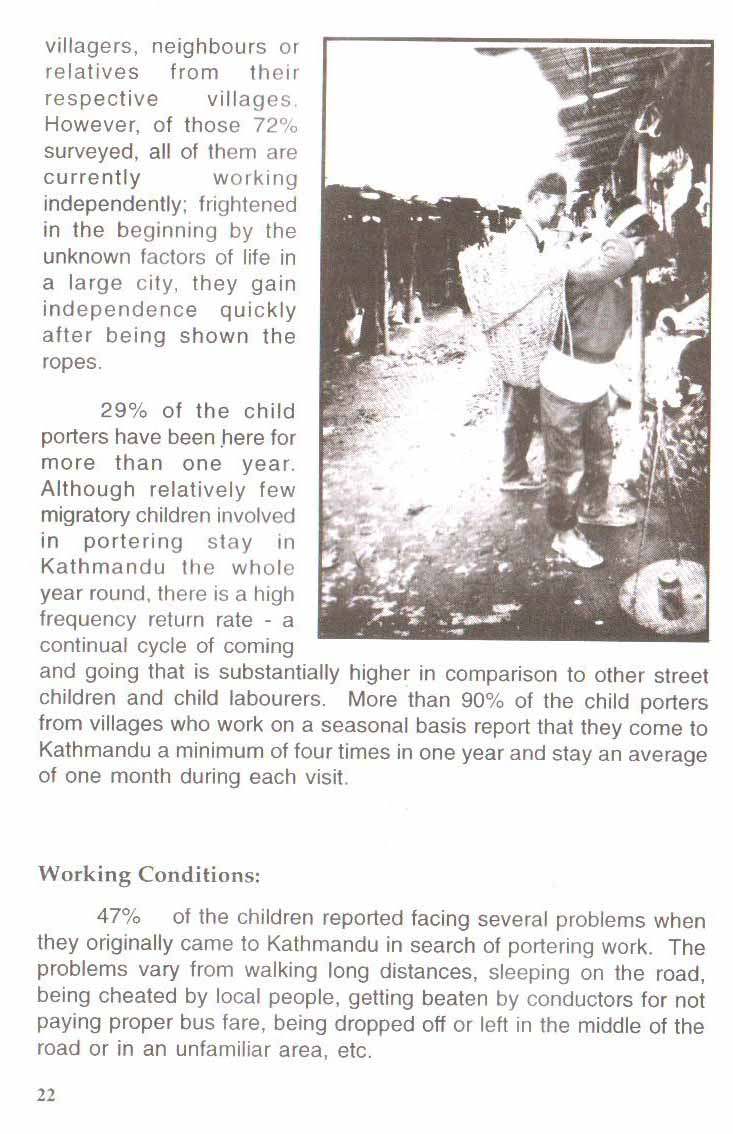 villagers, neighbours or
relatives from their
respective villages.
However, of those 72%
surveyed, all of them are
currently working
independently; frightened
in the beginning by the
unknown factors of life in
a large city, they gain
independence quickly
after being shown the
ropes.
29% of the child
porters have been here for
more than one year.
Although relatively few
migratory children involved
in portering stay in
Kathmandu the whole
year round, there is a high
frequency return rate - a
continual cycle of coming
and going that is substantially higher in comparison to other street
children and child labourers. More than 90% of the child porters
from villages who work on a seasonal basis report that they come to
Kathmandu a minimum of four times in one year and stay an average
of one month during each visit.
Working Conditions:
47% of the children reported facing several problems when
they originally came to Kathmandu in search of portering work. The
problems vary from walking long distances, sleeping on the road,
being cheated by local people, getting beaten by conductors for not
paying proper bus fare, being dropped off or left in the middle of the
road or in an unfamiliar area, etc.
22